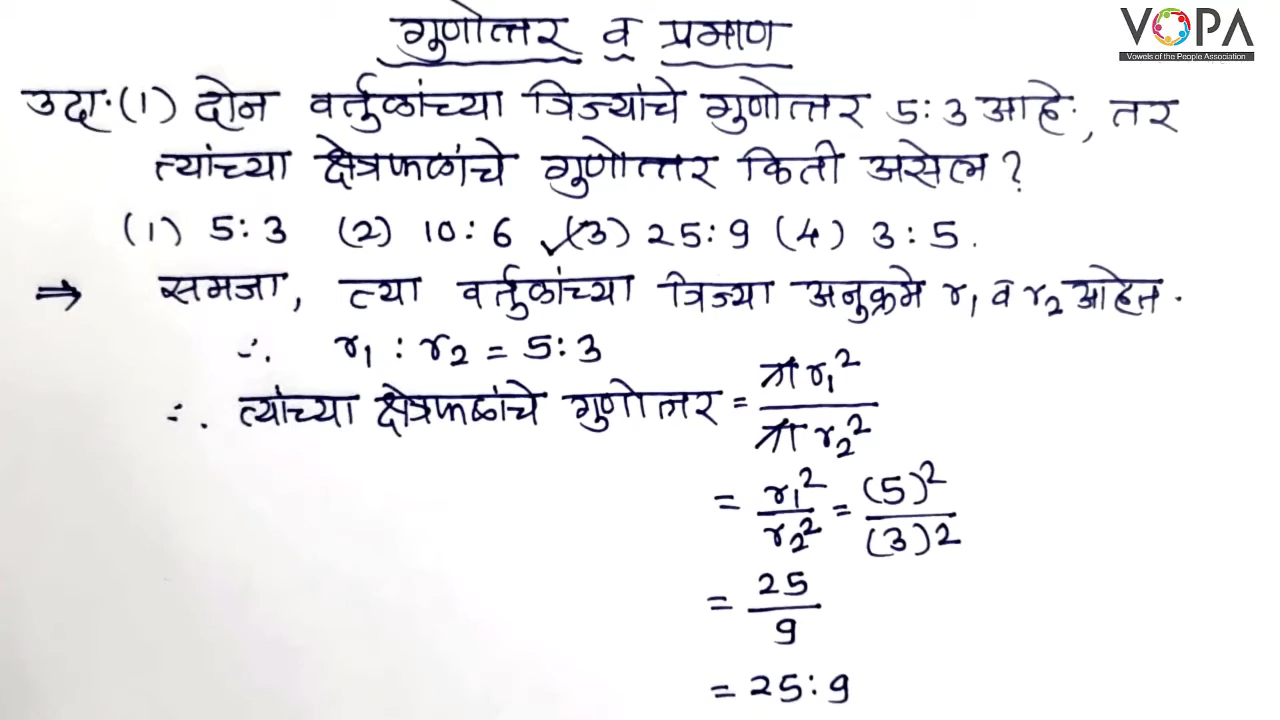 VOPA
Vowels of the People Association
गुणोत्तर व प्रमाण
उदा.(1) दोन वर्तुळांच्या त्रिज्यांचे गुणोत्तर 5:3 आहे, तर
त्यांच्या क्षेत्रफळांचे गुणोत्तर किती असेल?
(1) 5:3 (2) 10:6 ✓(3) 25:9 (4) 3:5.
⇒ समजा, त्या वर्तुळांच्या त्रिज्या अनुक्रमे r₁ व r₂ आहेत.
∴ r₁ : r₂ = 5:3
∴ त्यांच्या क्षेत्रफळांचे गुणोत्तर = πr₁²/πr₂²
= r₁²/r₂² = (5)²/(3)²
= 25/9
= 25:9